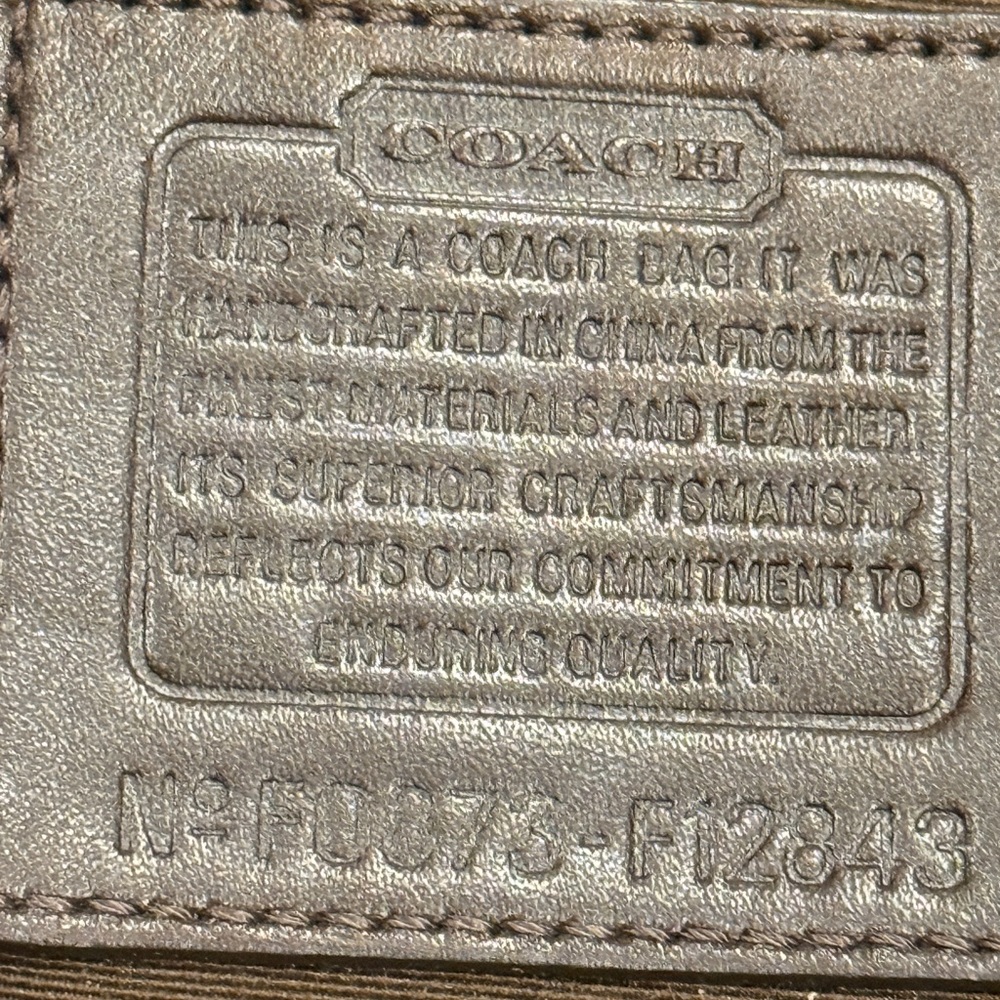 COACH
THIS IS A COACH BAG. IT WAS
HANDCRAFTED IN CHINA FROM THE
FINEST MATERIALS AND LEATHER.
ITS SUPERIOR CRAFTSMANSHIP
REFLECTS OUR COMMITMENT TO
ENDURING QUALITY.
Nº F0873-F12843